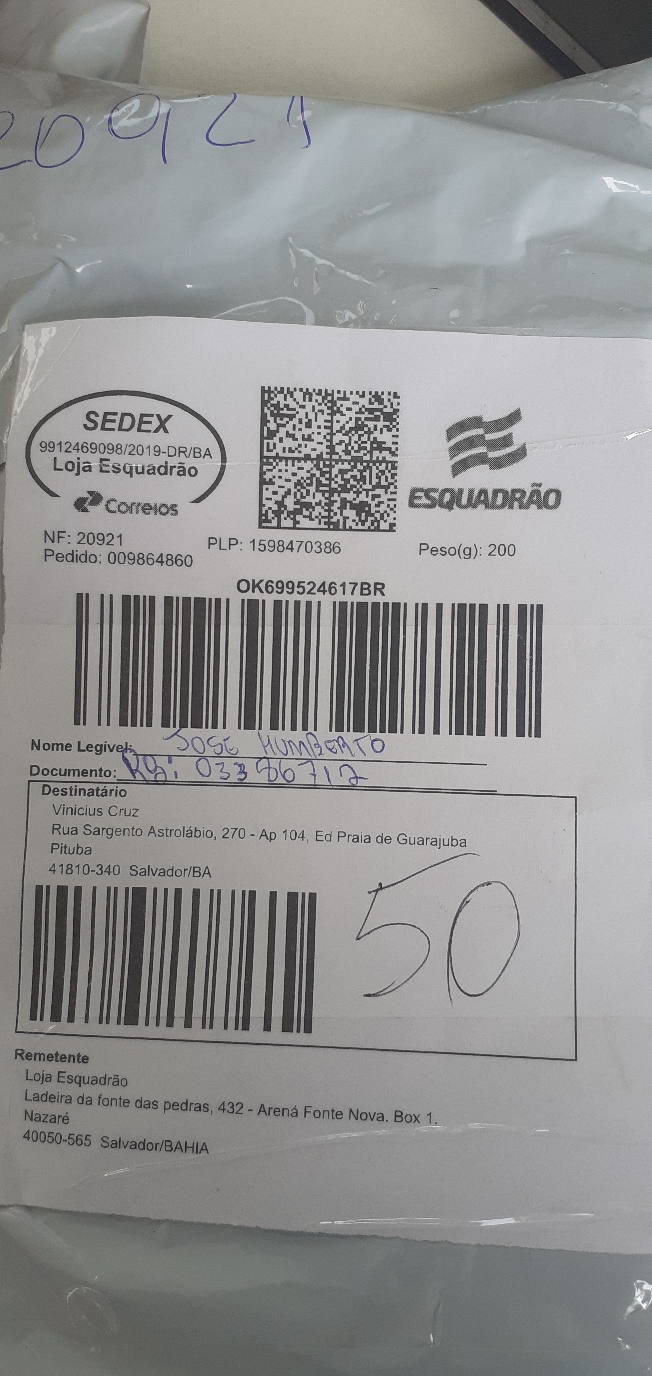 20921
SEDEX
9912469098/2019-DR/BA
Loja Esquadrão
Correios
ESQUADRÃO
NF: 20921
PLP: 1598470386
Peso(g): 200
Pedido: 009864860
OK699524617BR
Nome Legível: JOSE HUMBERTO
Documento: RG: 03386712
Destinatário
Vinicius Cruz
Rua Sargento Astrolábio, 270 - Ap 104, Ed Praia de Guarajuba
Pituba
41810-340 Salvador/BA
50
Remetente
Loja Esquadrão
Ladeira da fonte das pedras, 432 - Arená Fonte Nova. Box 1.
Nazaré
40050-565 Salvador/BAHIA